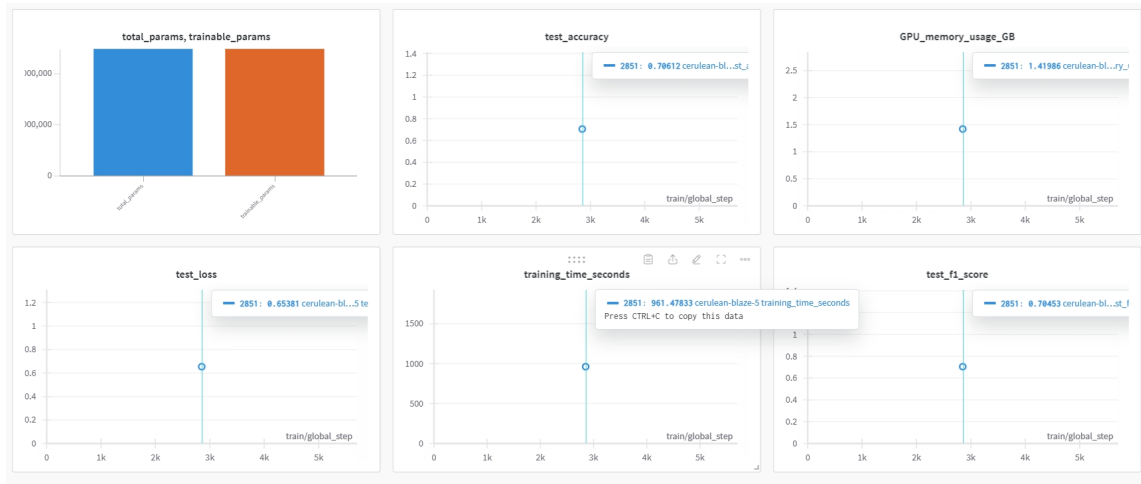 total_params, trainable_params
000,000
000,000
0
total_params
trainable_params
test_accuracy
2851: 0.70612 cerulean-bl...st_a
1.4
1.2
1
0.8
0.6
0.4
0.2
0
train/global_step
0 1k 2k 3k 4k 5k
GPU_memory_usage_GB
2851: 1.41986 cerulean-bl...ry_u
2.5
2
1.5
1
0.5
0
train/global_step
0 1k 2k 3k 4k 5k
test_loss
2851: 0.65381 cerulean-bl...5 te
1.2
1
0.8
0.6
0.4
0.2
0
train/global_step
0 1k 2k 3k 4k 5k
training_time_seconds
2851: 961.47833 cerulean-blaze-5 training_time_seconds
Press CTRL+C to copy this data
1500
1000
500
0
train/global_step
0 1k 2k 3k 4k 5k
test_f1_score
2851: 0.70453 cerulean-bl...st_f
1
0.8
0.6
0.4
0.2
0
train/global_step
0 1k 2k 3k 4k 5k